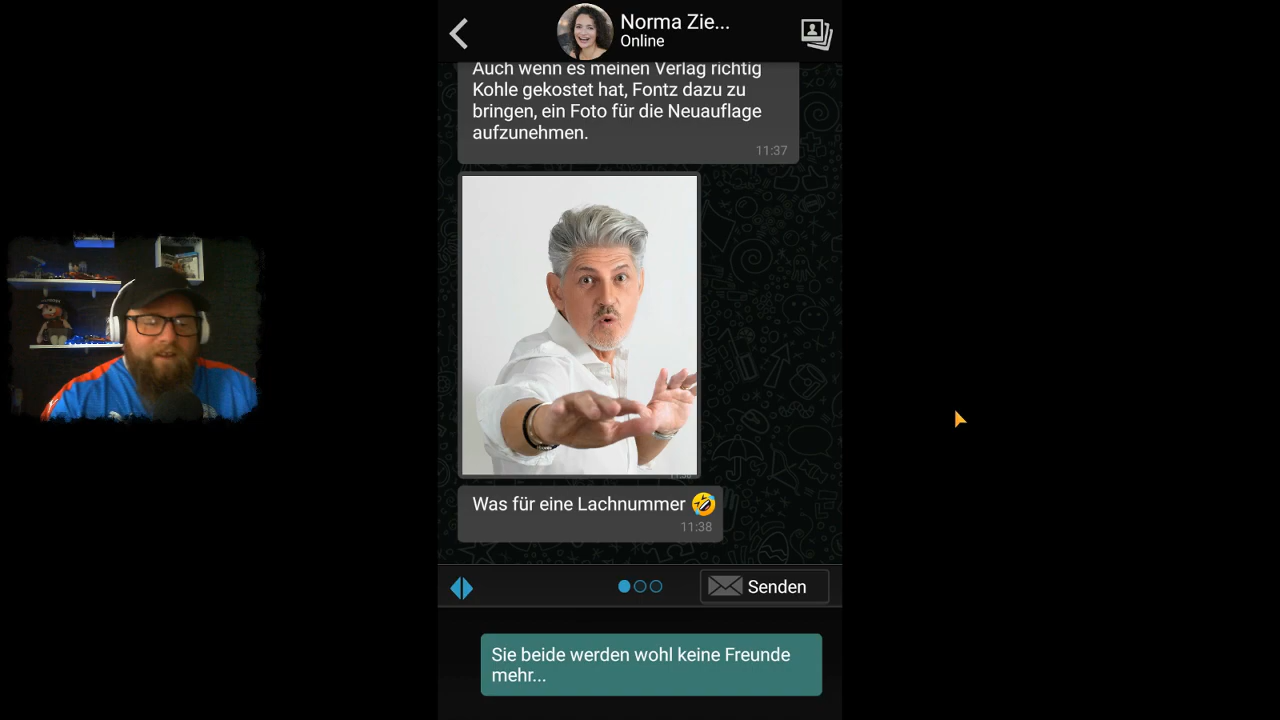 Norma Zie...
Online
Auch wenn es meinen Verlag richtig
Kohle gekostet hat, Fontz dazu zu
bringen, ein Foto für die Neuauflage
aufzunehmen.
11:37
11:38
Was für eine Lachnummer 🤣
11:38
Senden
Sie beide werden wohl keine Freunde
mehr...